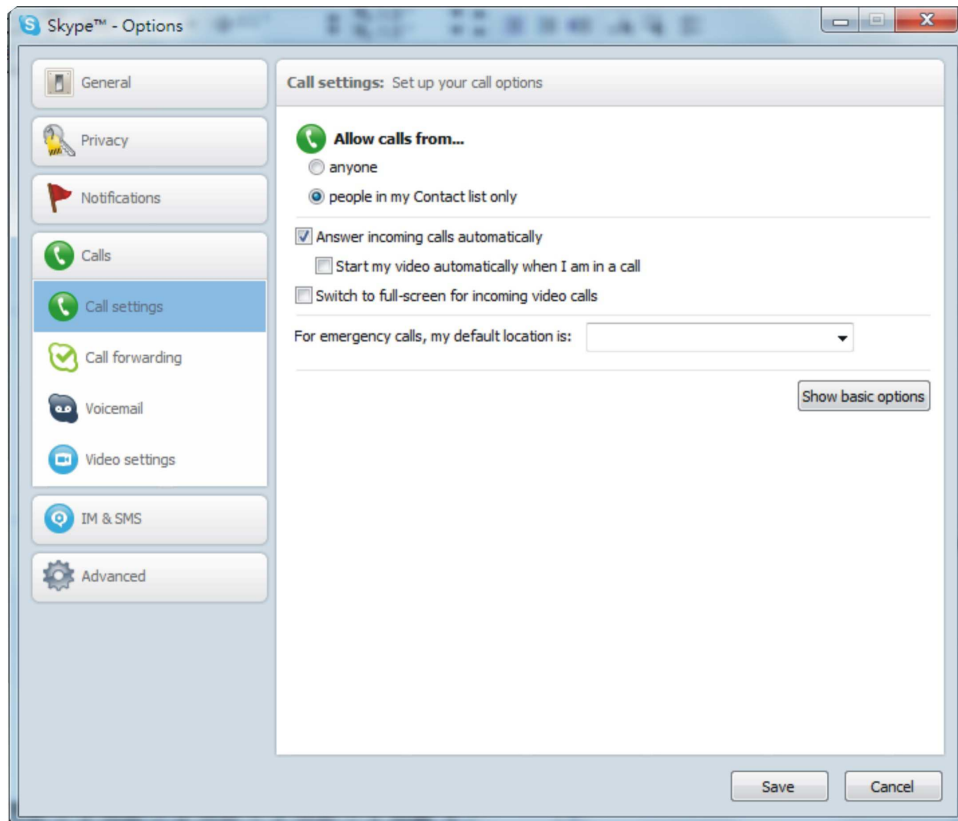 Skype™ - Options
General
Privacy
Notifications
Calls
Call settings
Call forwarding
Voicemail
Video settings
IM & SMS
Advanced
Call settings: Set up your call options
Allow calls from...
anyone
people in my Contact list only
Answer incoming calls automatically
Start my video automatically when I am in a call
Switch to full-screen for incoming video calls
For emergency calls, my default location is:
Show basic options
Save
Cancel